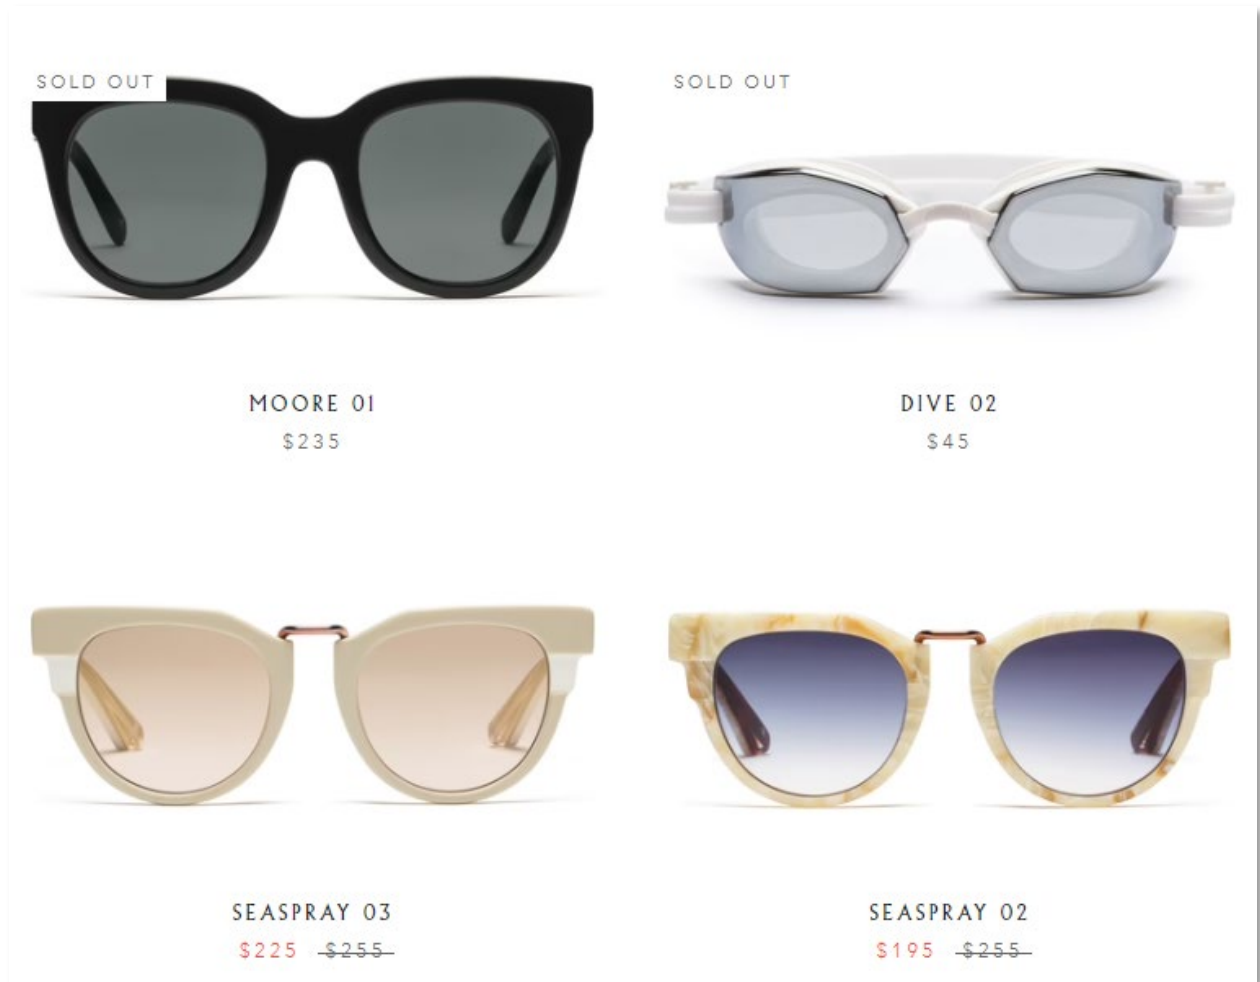 SOLD OUT
SOLD OUT
MOORE 01
$235
DIVE 02
$45
SEASPRAY 03
$225 $255
SEASPRAY 02
$195 $255